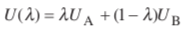 U(λ) = λU_A + (1−λ)U_B